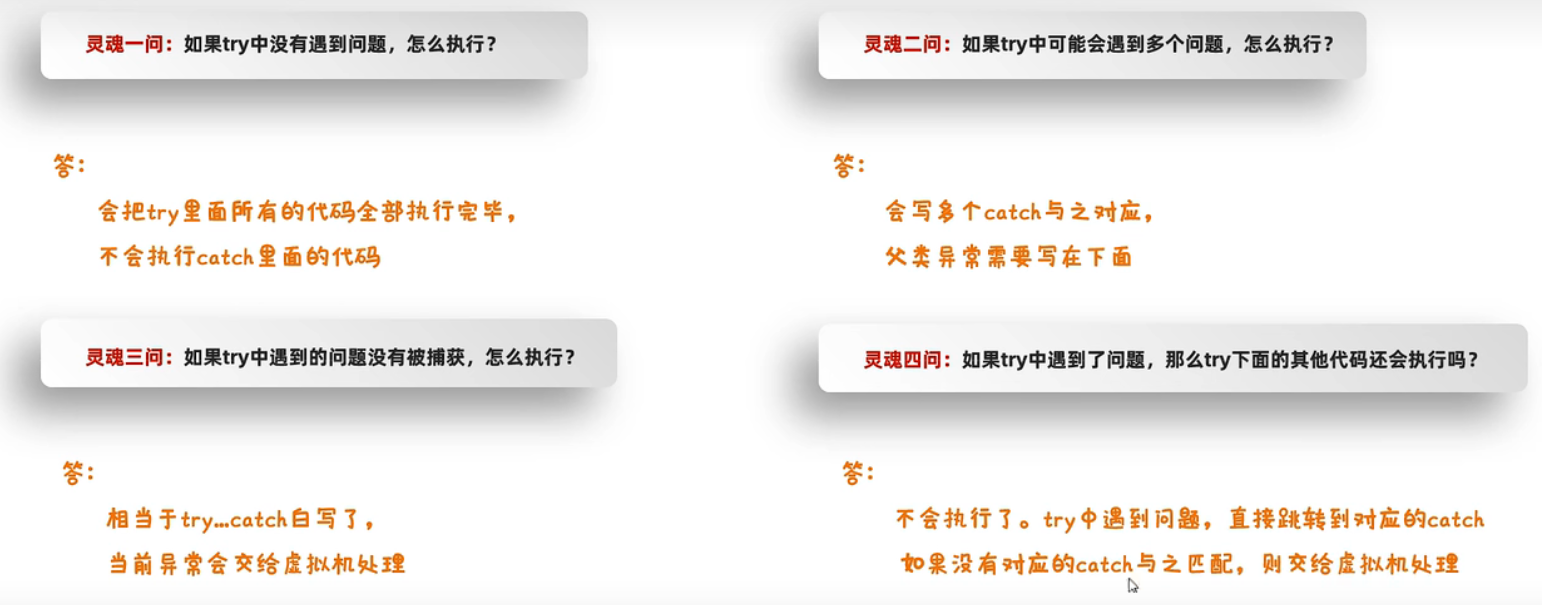 灵魂一问：如果try中没有遇到问题，怎么执行？
答：
会把try里面所有的代码全部执行完毕，
不会执行catch里面的代码
灵魂二问：如果try中可能会遇到多个问题，怎么执行？
答：
会写多个catch与之对应，
父类异常需要写在下面
灵魂三问：如果try中遇到的问题没有被捕获，怎么执行？
答：
相当于try...catch白写了，
当前异常会交给虚拟机处理
灵魂四问：如果try中遇到了问题，那么try下面的其他代码还会执行吗？
答：
不会执行了。try中遇到问题，直接跳转到对应的catch
如果没有对应的catch与之匹配，则交给虚拟机处理